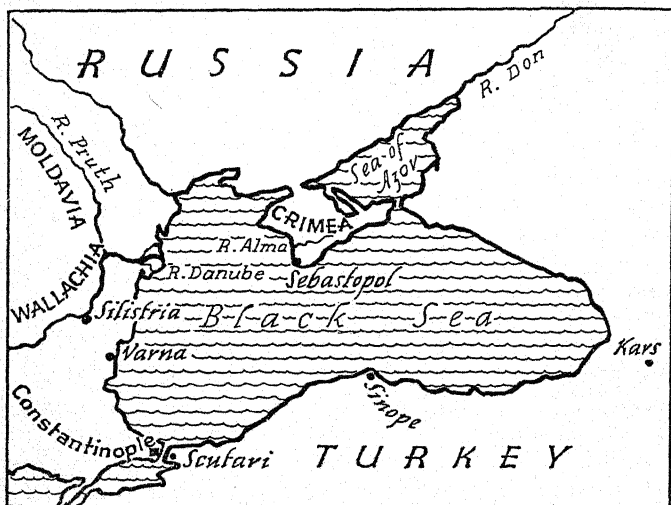 RUSSIA
R. Don
R. Pruth
MOLDAVIA
Sea of
Azov
CRIMEA
R. Alma
WALLACHIA
R. Danube
Sebastopol
Silistria
Black Sea
Varna
Kars
Sinope
Constantinople
Scutari
TURKEY